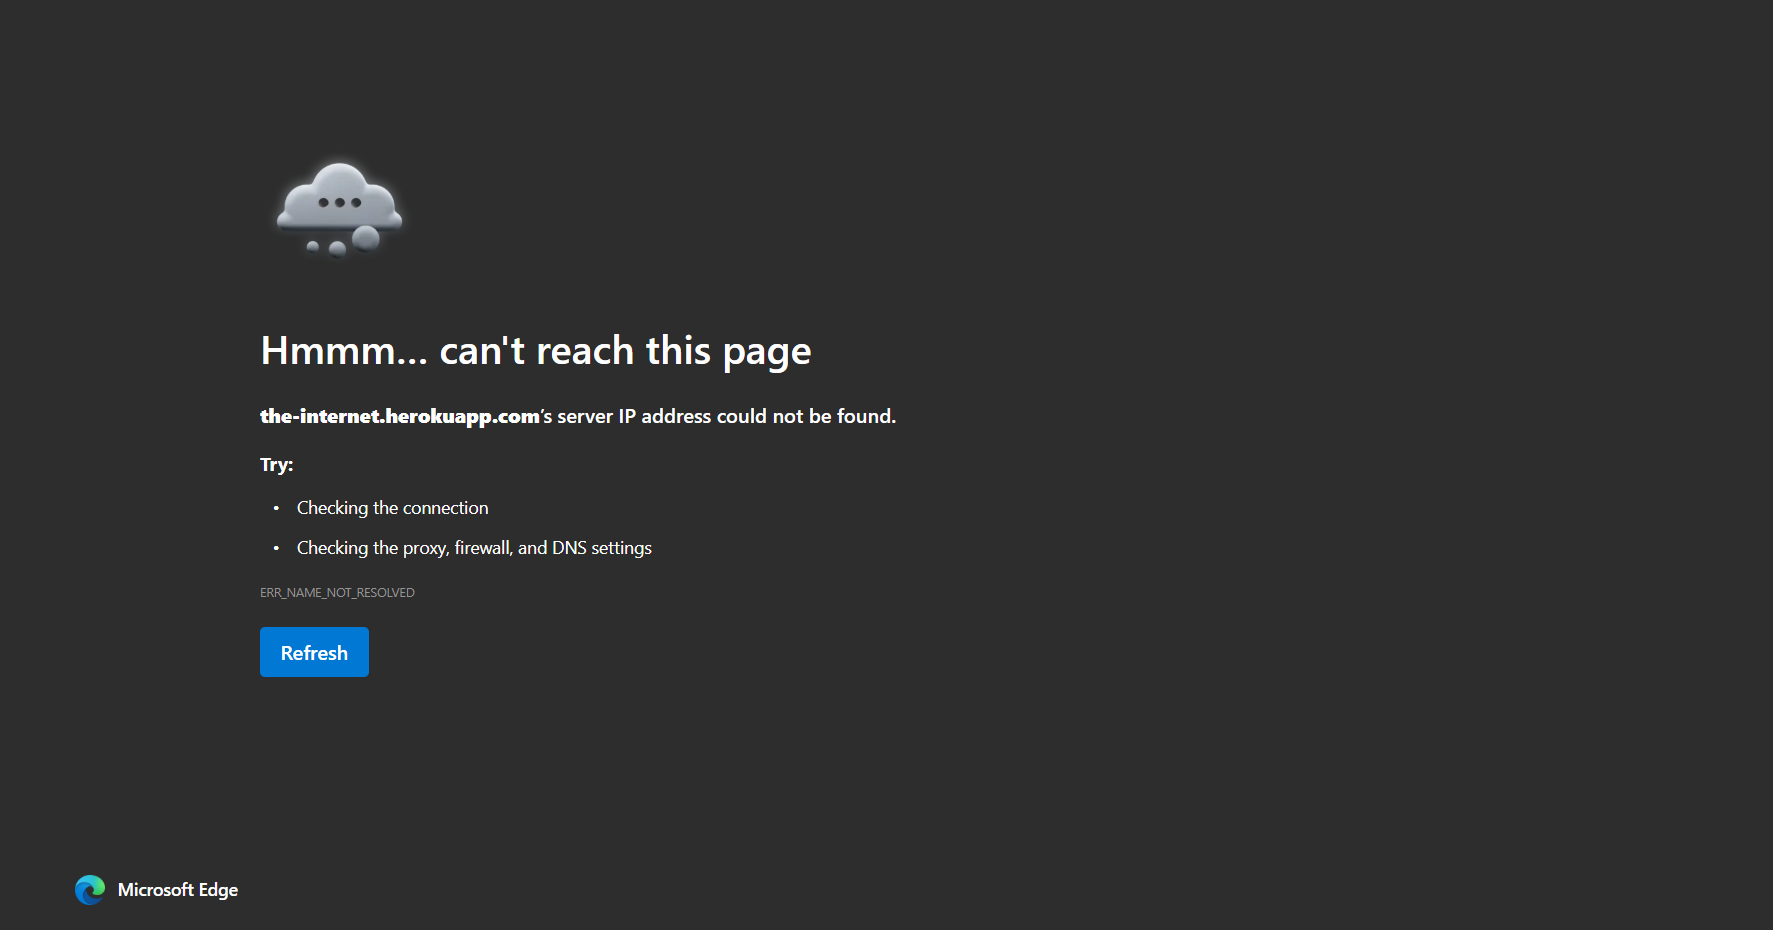 Hmmm... can't reach this page
the-internet.herokuapp.com’s server IP address could not be found.
Try:
• Checking the connection
• Checking the proxy, firewall, and DNS settings
ERR_NAME_NOT_RESOLVED
Refresh
Microsoft Edge